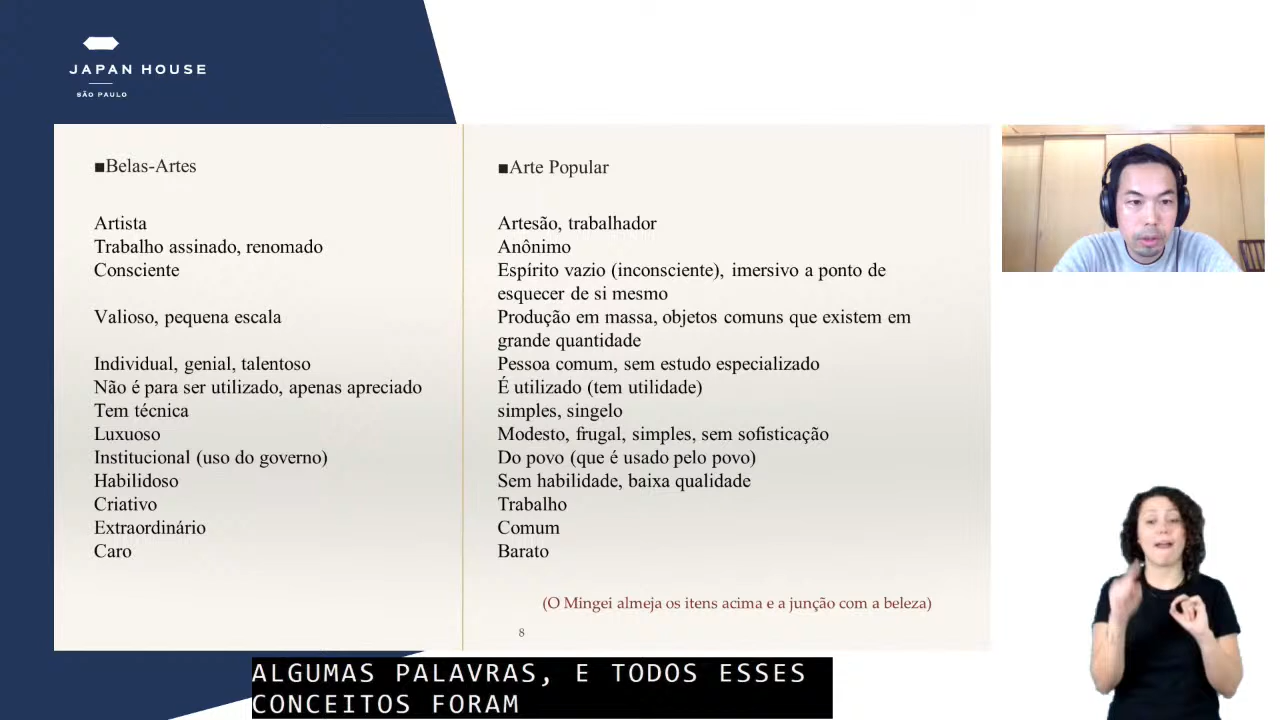 JAPAN HOUSE
SÃO PAULO
■Belas-Artes
Artista
Trabalho assinado, renomado
Consciente
Valioso, pequena escala
Individual, genial, talentoso
Não é para ser utilizado, apenas apreciado
Tem técnica
Luxuoso
Institucional (uso do governo)
Habilidoso
Criativo
Extraordinário
Caro
■Arte Popular
Artesão, trabalhador
Anônimo
Espírito vazio (inconsciente), imersivo a ponto de
esquecer de si mesmo
Produção em massa, objetos comuns que existem em
grande quantidade
Pessoa comum, sem estudo especializado
É utilizado (tem utilidade)
simples, singelo
Modesto, frugal, simples, sem sofisticação
Do povo (que é usado pelo povo)
Sem habilidade, baixa qualidade
Trabalho
Comum
Barato
(O Mingei almeja os itens acima e a junção com a beleza)
8
ALGUMAS PALAVRAS, E TODOS ESSES
CONCEITOS FORAM